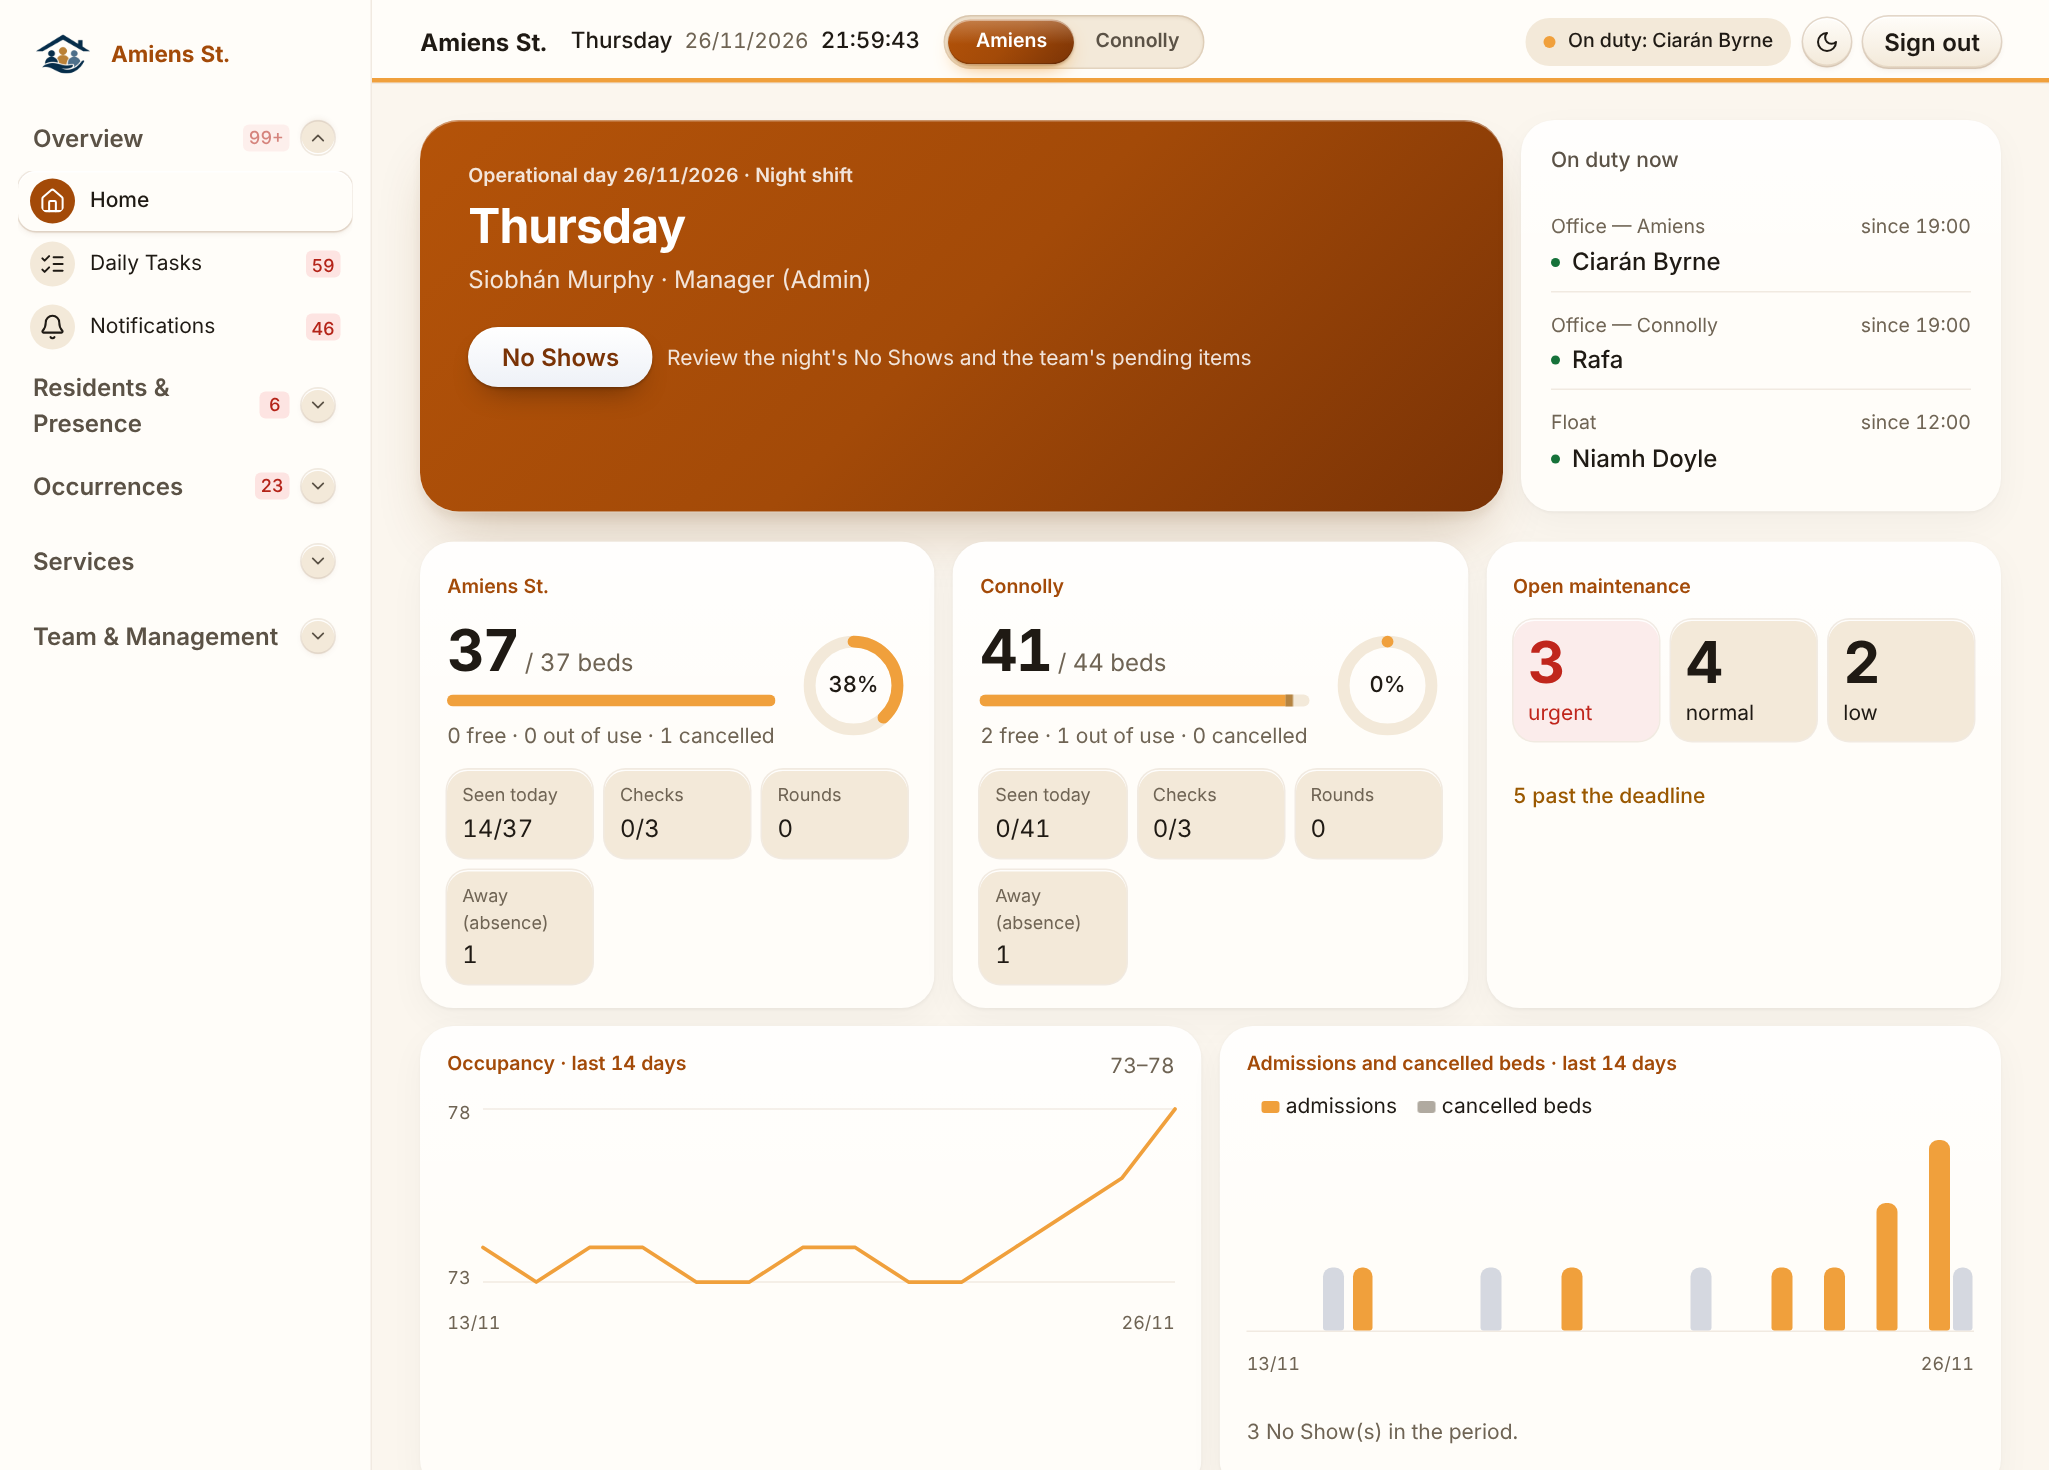 Amiens St.
Overview 99+
Home
Daily Tasks 59
Notifications 46
Residents & 
Presence 6
Occurrences 23
Services
Team & Management
Amiens St. Thursday 26/11/2026 21:59:43 Amiens Connolly On duty: Ciarán Byrne Sign out
Operational day 26/11/2026 · Night shift
Thursday
Siobhán Murphy · Manager (Admin)
No Shows Review the night's No Shows and the team's pending items
On duty now
Office — Amiens since 19:00
Ciarán Byrne
Office — Connolly since 19:00
Rafa
Float since 12:00
Niamh Doyle
Amiens St.
37 / 37 beds
38%
0 free · 0 out of use · 1 cancelled
Seen today Checks Rounds
14/37 0/3 0
Away
(absence)
1
Connolly
41 / 44 beds
0%
2 free · 1 out of use · 0 cancelled
Seen today Checks Rounds
0/41 0/3 0
Away
(absence)
1
Open maintenance
3 4 2
urgent normal low
5 past the deadline
Occupancy · last 14 days 73–78
78
73
13/11 26/11
Admissions and cancelled beds · last 14 days
admissions cancelled beds
13/11 26/11
3 No Show(s) in the period.